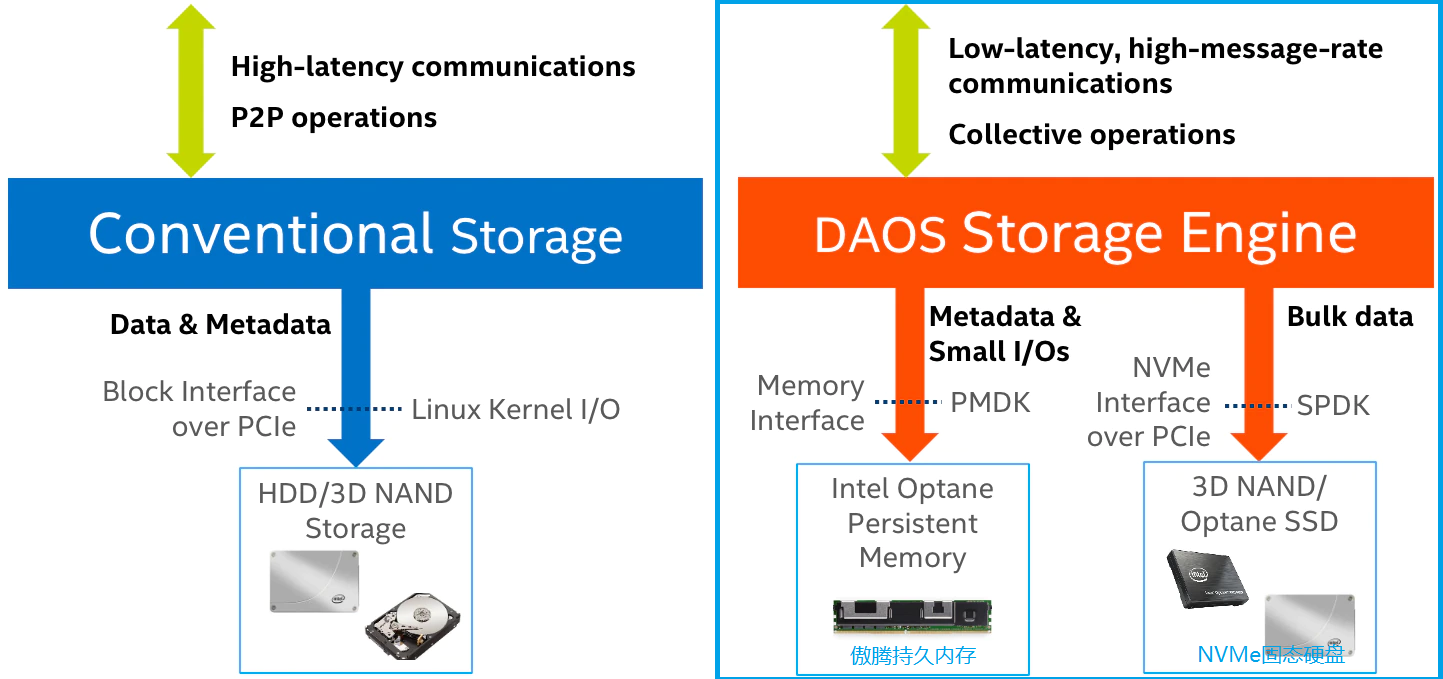 High-latency communications
P2P operations
Conventional Storage
Data & Metadata
Block Interface
over PCIe
Linux Kernel I/O
HDD/3D NAND
Storage
intel
Low-latency, high-message-rate
communications
Collective operations
DAOS Storage Engine
Metadata &
Small I/Os
Memory
Interface
PMDK
Intel Optane
Persistent
Memory
傲腾持久内存
Bulk data
NVMe
Interface
over PCIe
SPDK
3D NAND/
Optane SSD
intel
intel
NVMe固态硬盘